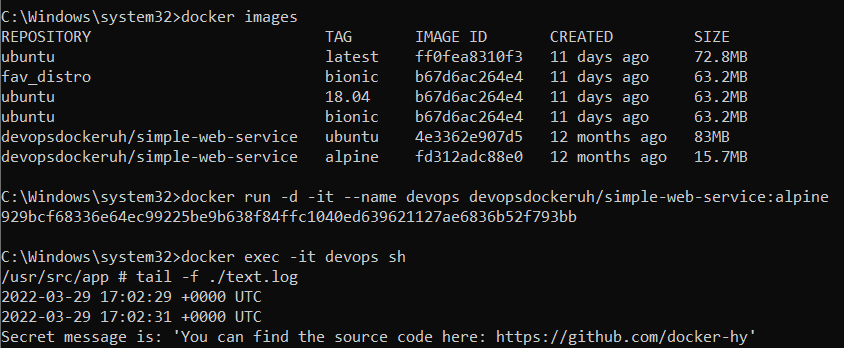 C:\Windows\system32>docker images
REPOSITORY TAG IMAGE ID CREATED SIZE
ubuntu latest ff0fea8310f3 11 days ago 72.8MB
fav_distro bionic b67d6ac264e4 11 days ago 63.2MB
ubuntu 18.04 b67d6ac264e4 11 days ago 63.2MB
ubuntu bionic b67d6ac264e4 11 days ago 63.2MB
devopsdockeruh/simple-web-service ubuntu 4e3362e907d5 12 months ago 83MB
devopsdockeruh/simple-web-service alpine fd312adc88e0 12 months ago 15.7MB
C:\Windows\system32>docker run -d -it --name devops devopsdockeruh/simple-web-service:alpine
929bcf68336e64ec99225be9b638f84ffc1040ed639621127ae6836b52f793bb
C:\Windows\system32>docker exec -it devops sh
/usr/src/app # tail -f ./text.log
2022-03-29 17:02:29 +0000 UTC
2022-03-29 17:02:31 +0000 UTC
Secret message is: 'You can find the source code here: https://github.com/docker-hy'